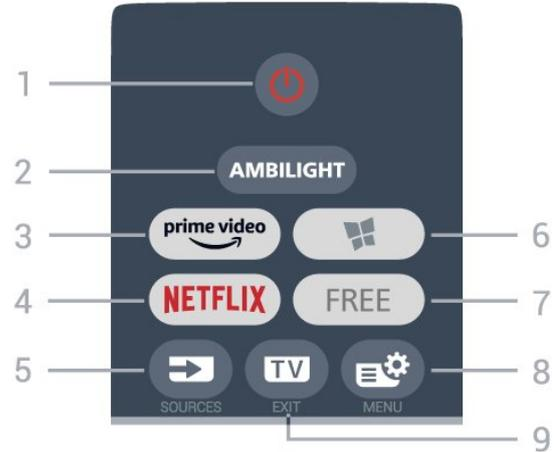 1
AMBILIGHT
2
prime video
3
6
NETFLIX
FREE
4
7
TV
5
8
SOURCES
EXIT
MENU
9